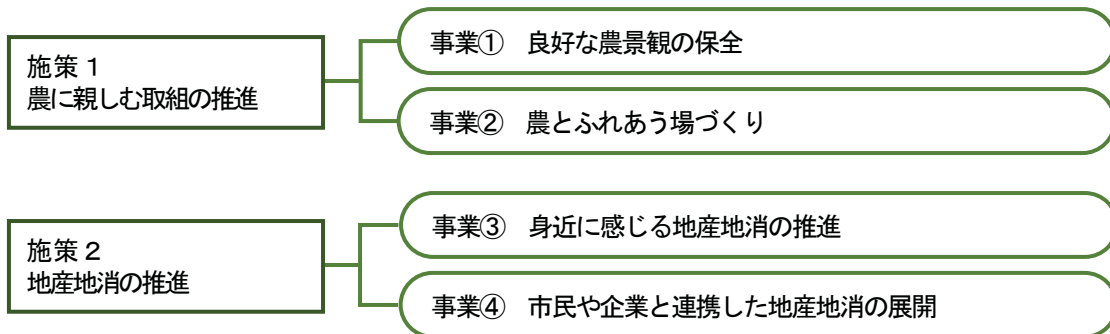 施策１
農に親しむ取組の推進
事業①　良好な農景観の保全
事業②　農とふれあう場づくり
施策２
地産地消の推進
事業③　身近に感じる地産地消の推進
事業④　市民や企業と連携した地産地消の展開